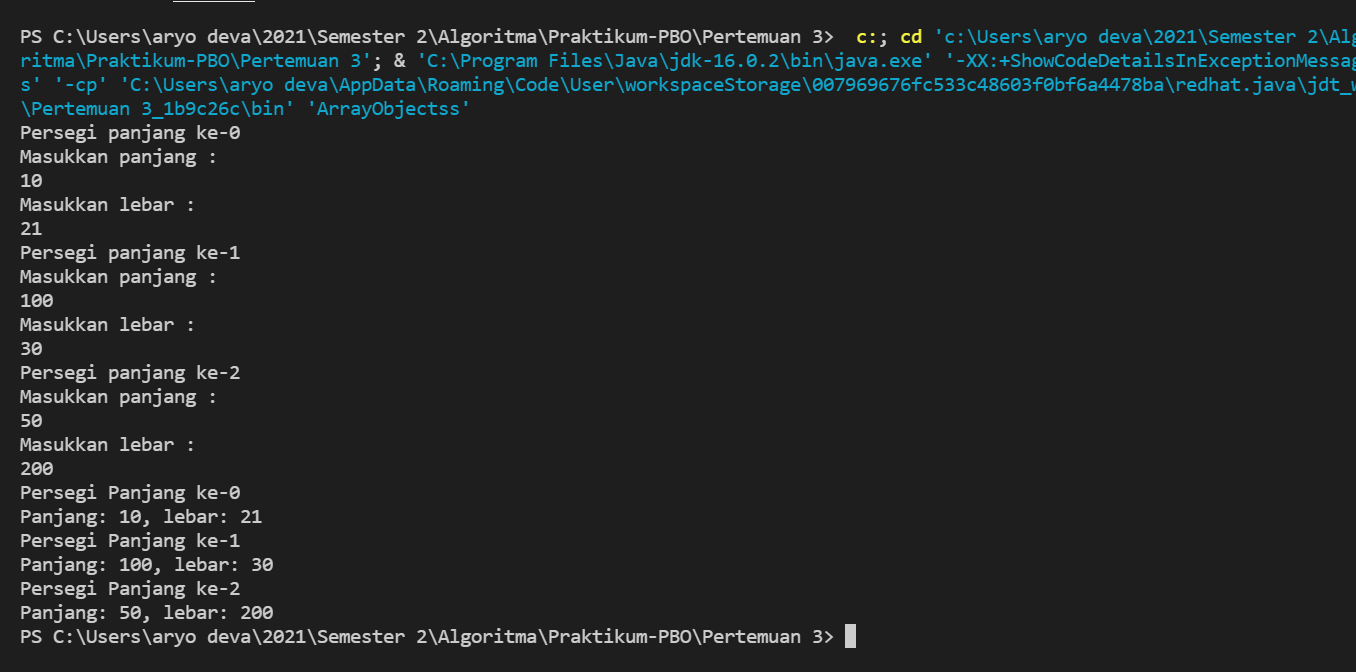 PS C:\Users\aryo deva\2021\Semester 2\Algoritma\Praktikum-PBO\Pertemuan 3>  c:; cd 'c:\Users\aryo deva\2021\Semester 2\Alg
ritma\Praktikum-PBO\Pertemuan 3'; & 'C:\Program Files\Java\jdk-16.0.2\bin\java.exe' '-XX:+ShowCodeDetailsInExceptionMessag
s' '-cp' 'C:\Users\aryo deva\AppData\Roaming\Code\User\workspaceStorage\007969676fc533c48603f0bf6a4478ba\redhat.java\jdt_w
\Pertemuan 3_1b9c26c\bin' 'ArrayObjectss'
Persegi panjang ke-0
Masukkan panjang :
10
Masukkan lebar :
21
Persegi panjang ke-1
Masukkan panjang :
100
Masukkan lebar :
30
Persegi panjang ke-2
Masukkan panjang :
50
Masukkan lebar :
200
Persegi Panjang ke-0
Panjang: 10, lebar: 21
Persegi Panjang ke-1
Panjang: 100, lebar: 30
Persegi Panjang ke-2
Panjang: 50, lebar: 200
PS C:\Users\aryo deva\2021\Semester 2\Algoritma\Praktikum-PBO\Pertemuan 3>